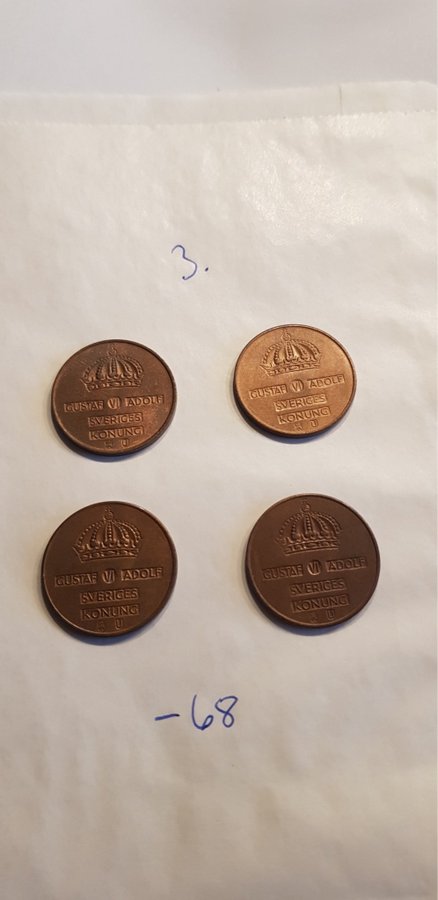 3.
GUSTAF VI ADOLF
SVERIGES
KONUNG
U
GUSTAF VI ADOLF
SVERIGES
KONUNG
U
GUSTAF VI ADOLF
SVERIGES
KONUNG
U
GUSTAF VI ADOLF
SVERIGES
KONUNG
U
-68